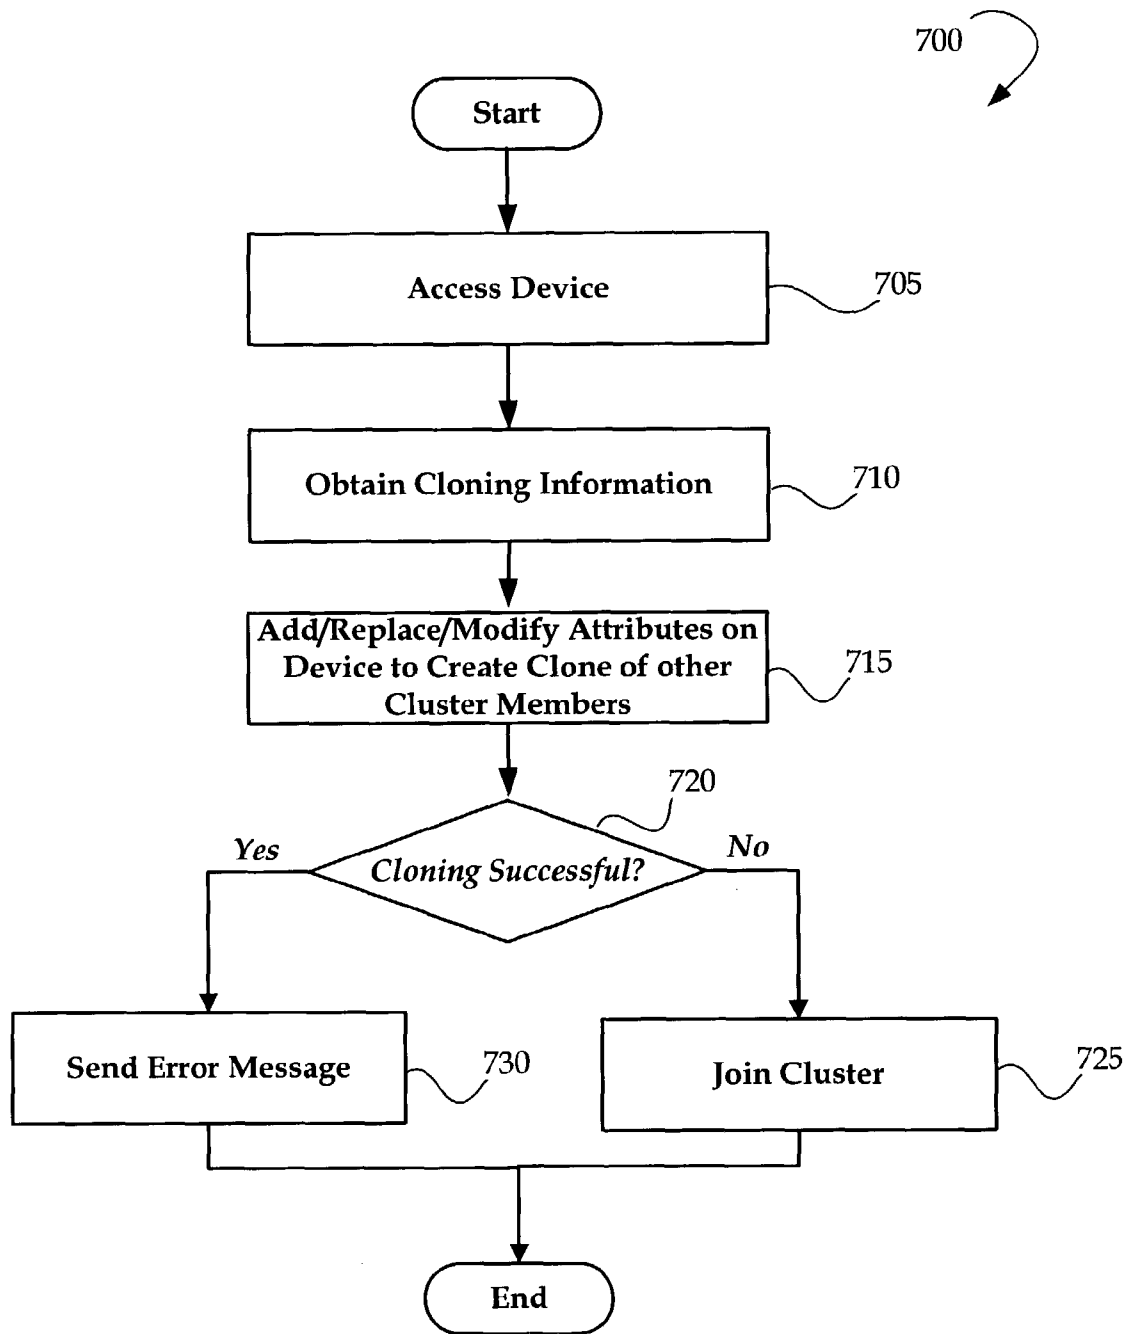 700
Start
Access Device
705
Obtain Cloning Information
710
Add/Replace/Modify Attributes on
Device to Create Clone of other
Cluster Members
715
720
Yes
Cloning Successful?
No
Send Error Message
730
Join Cluster
725
End